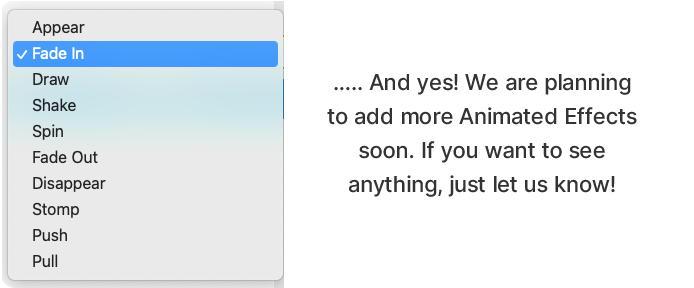 Appear
✓ Fade In
Draw
Shake
Spin
Fade Out
Disappear
Stomp
Push
Pull
..... And yes! We are planning
to add more Animated Effects
soon. If you want to see
anything, just let us know!